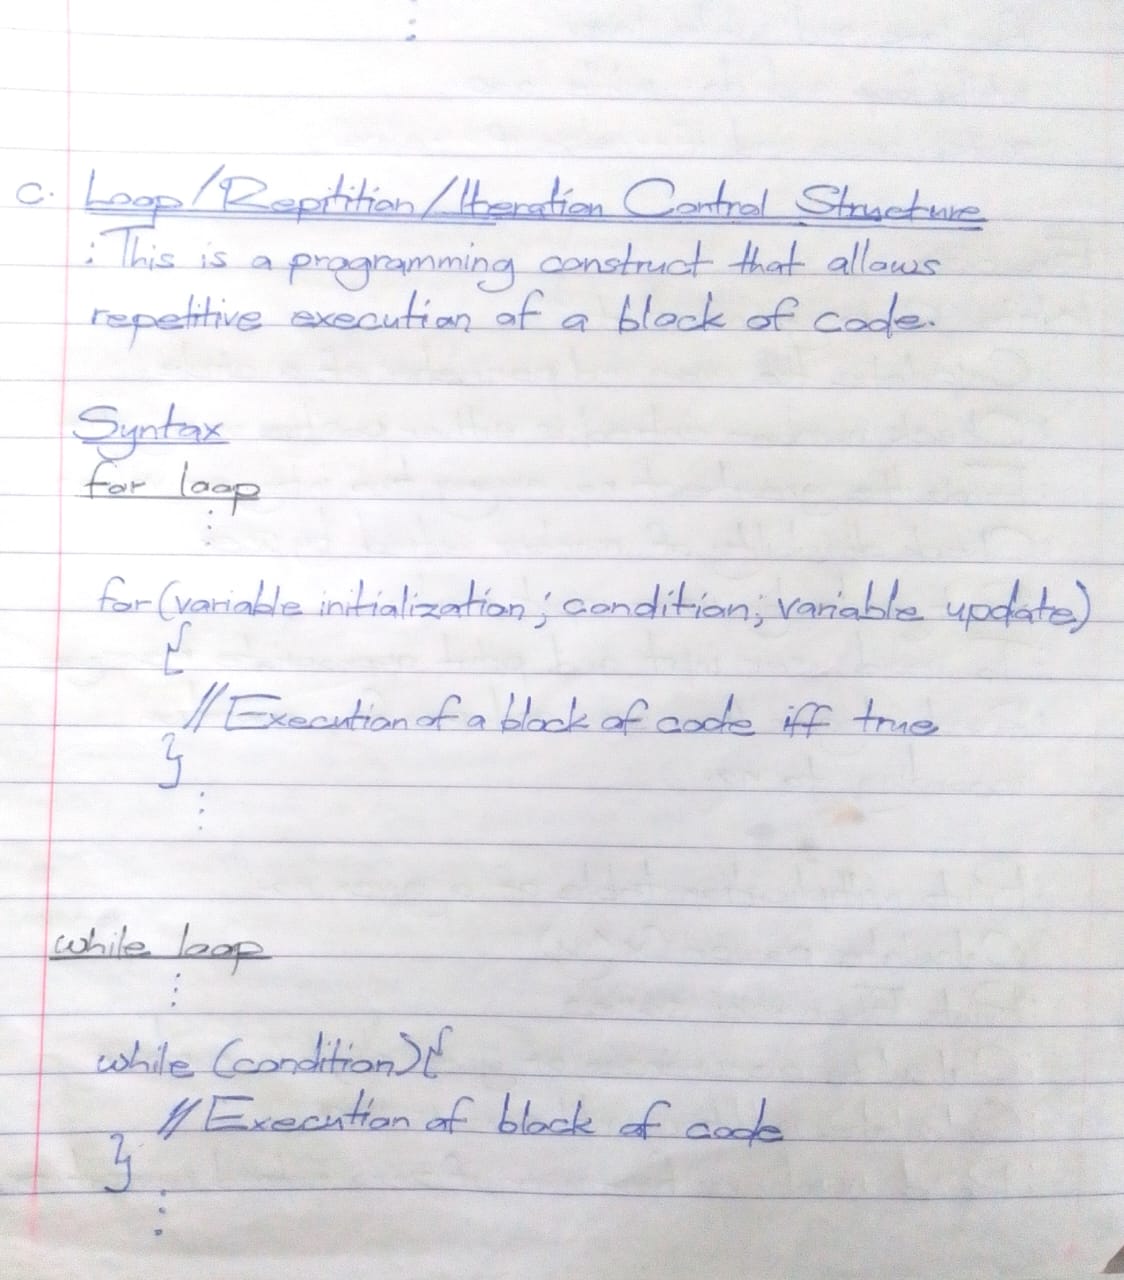 ⋮
c. Loop/Repitition/Iteration Control Structure
: This is a programming construct that allows
repetitive execution of a block of code.
Syntax
for loop
⋮
for (variable initialization; condition; variable update)
{
// Execution of a block of code iff true
}
⋮
while loop
⋮
while (condition) {
// Execution of block of code
}
⋮